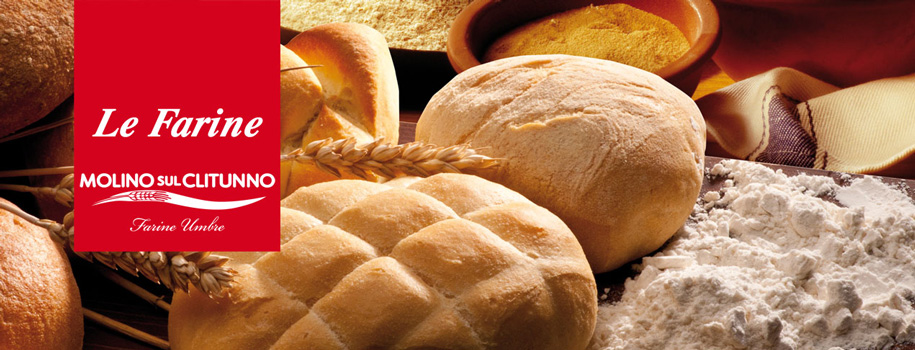 Le Farine
MOLINO SUL CLITUNNO
Farine Umbre